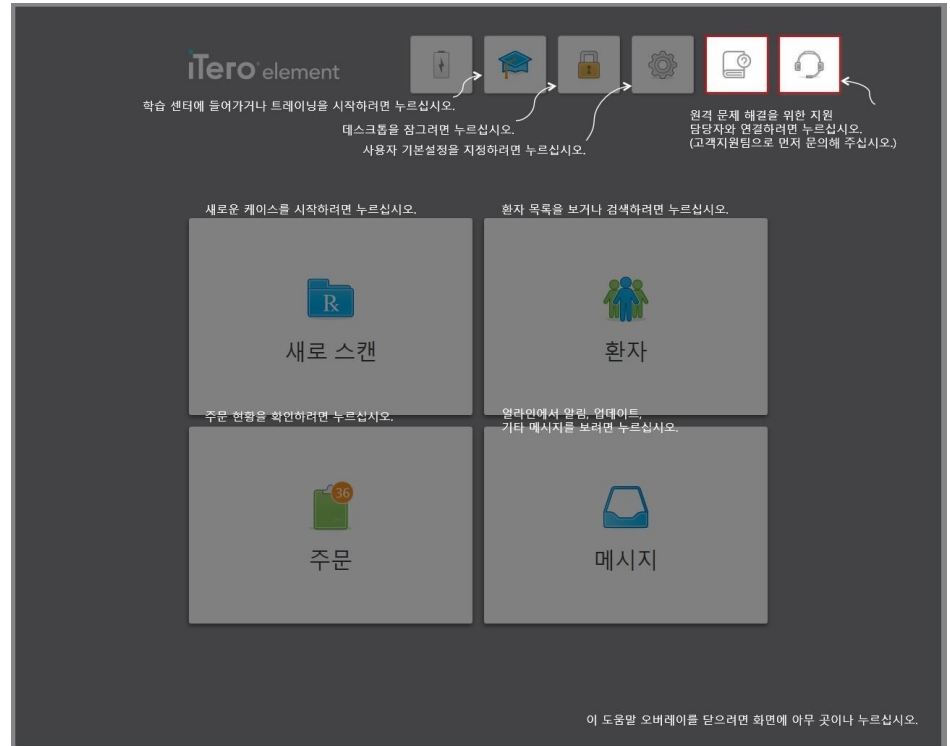 iTero element
학습 센터에 들어가거나 트레이닝을 시작하려면 누르십시오.
데스크톱을 잠그려면 누르십시오.
사용자 기본설정을 지정하려면 누르십시오.
원격 문제 해결을 위한 지원
담당자와 연결하려면 누르십시오.
(고객지원팀으로 먼저 문의해 주십시오.)
새로운 케이스를 시작하려면 누르십시오.
환자 목록을 보거나 검색하려면 누르십시오.
Rx
새로 스캔
환자
주문 현황을 확인하려면 누르십시오.
얼라인에서 알림, 업데이트,
기타 메시지를 보려면 누르십시오.
36
주문
메시지
이 도움말 오버레이를 닫으려면 화면에 아무 곳이나 누르십시오.